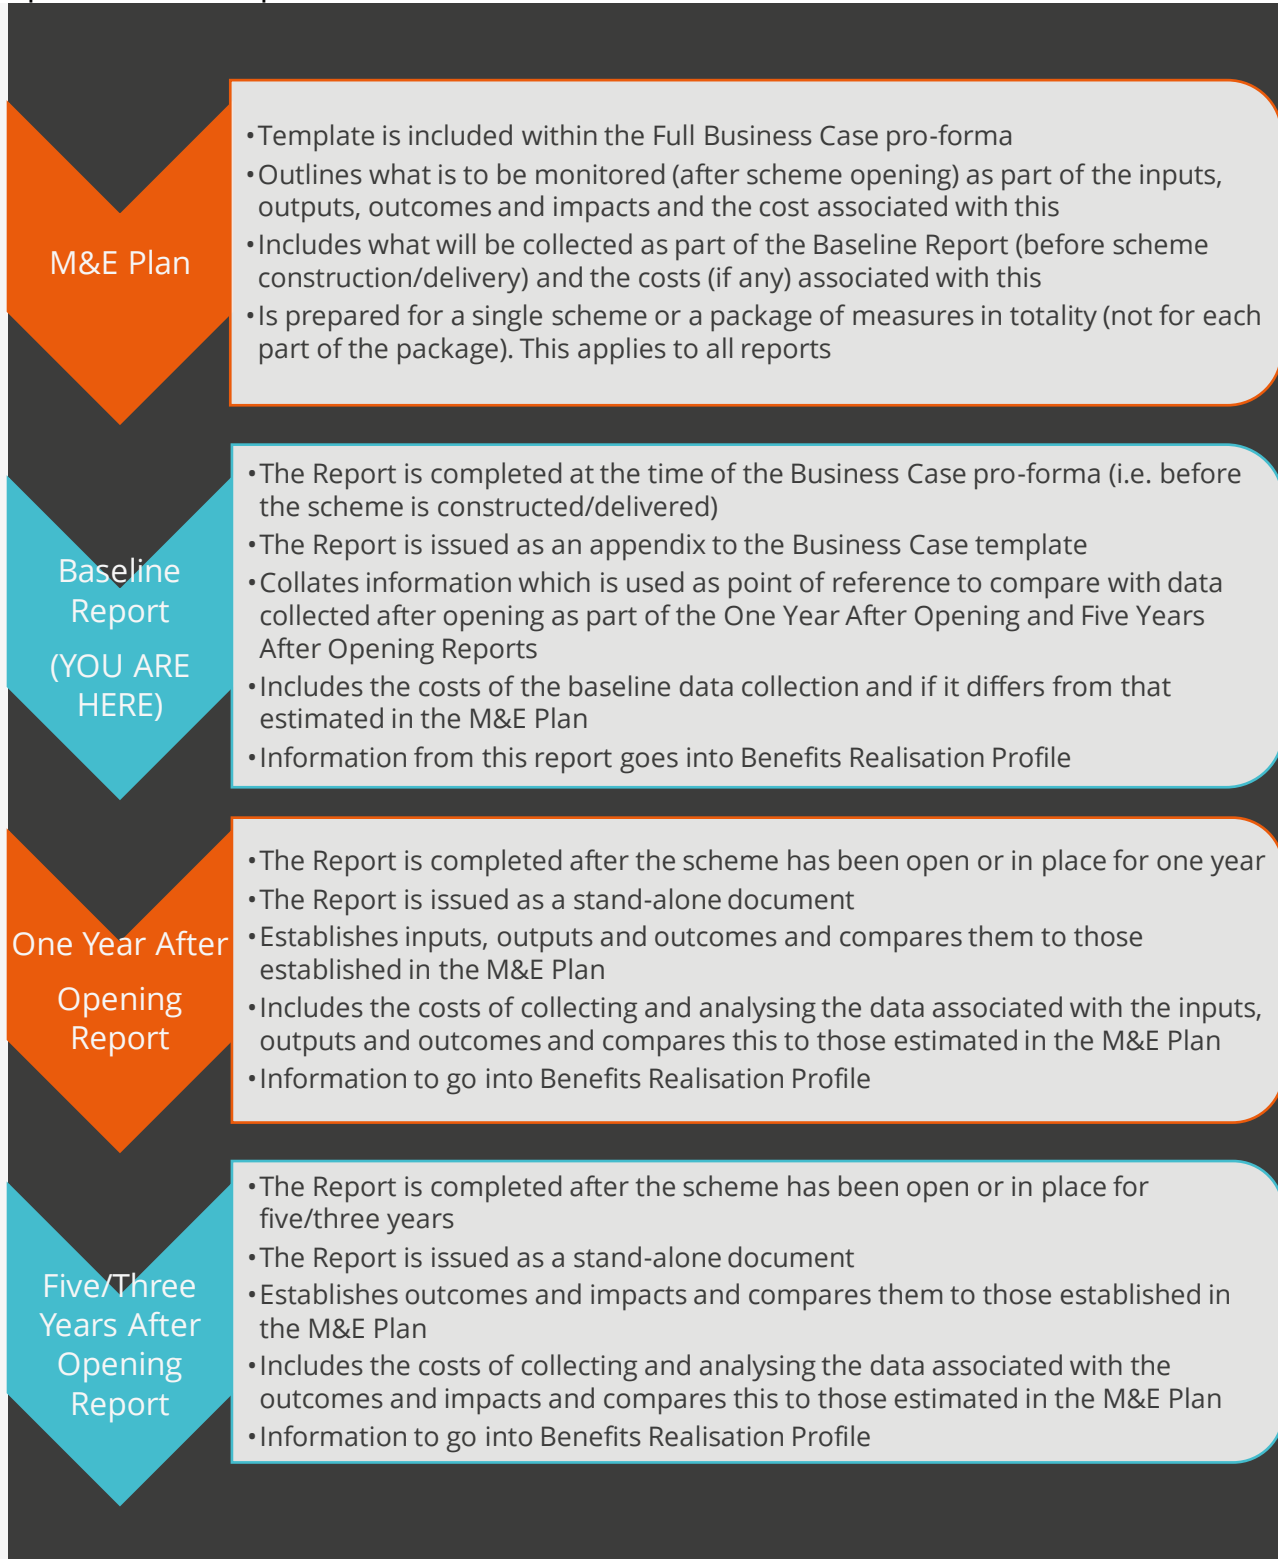 M&E Plan
•Template is included within the Full Business Case pro-forma
•Outlines what is to be monitored (after scheme opening) as part of the inputs,
outputs, outcomes and impacts and the cost associated with this
•Includes what will be collected as part of the Baseline Report (before scheme
construction/delivery) and the costs (if any) associated with this
•Is prepared for a single scheme or a package of measures in totality (not for each
part of the package). This applies to all reports
Baseline
Report
(YOU ARE
HERE)
•The Report is completed at the time of the Business Case pro-forma (i.e. before
the scheme is constructed/delivered)
•The Report is issued as an appendix to the Business Case template
•Collates information which is used as point of reference to compare with data
collected after opening as part of the One Year After Opening and Five Years
After Opening Reports
•Includes the costs of the baseline data collection and if it differs from that
estimated in the M&E Plan
•Information from this report goes into Benefits Realisation Profile
One Year After
Opening
Report
•The Report is completed after the scheme has been open or in place for one year
•The Report is issued as a stand-alone document
•Establishes inputs, outputs and outcomes and compares them to those
established in the M&E Plan
•Includes the costs of collecting and analysing the data associated with the inputs,
outputs and outcomes and compares this to those estimated in the M&E Plan
•Information to go into Benefits Realisation Profile
Five/Three
Years After
Opening
Report
•The Report is completed after the scheme has been open or in place for
five/three years
•The Report is issued as a stand-alone document
•Establishes outcomes and impacts and compares them to those established in
the M&E Plan
•Includes the costs of collecting and analysing the data associated with the
outcomes and impacts and compares this to those estimated in the M&E Plan
•Information to go into Benefits Realisation Profile